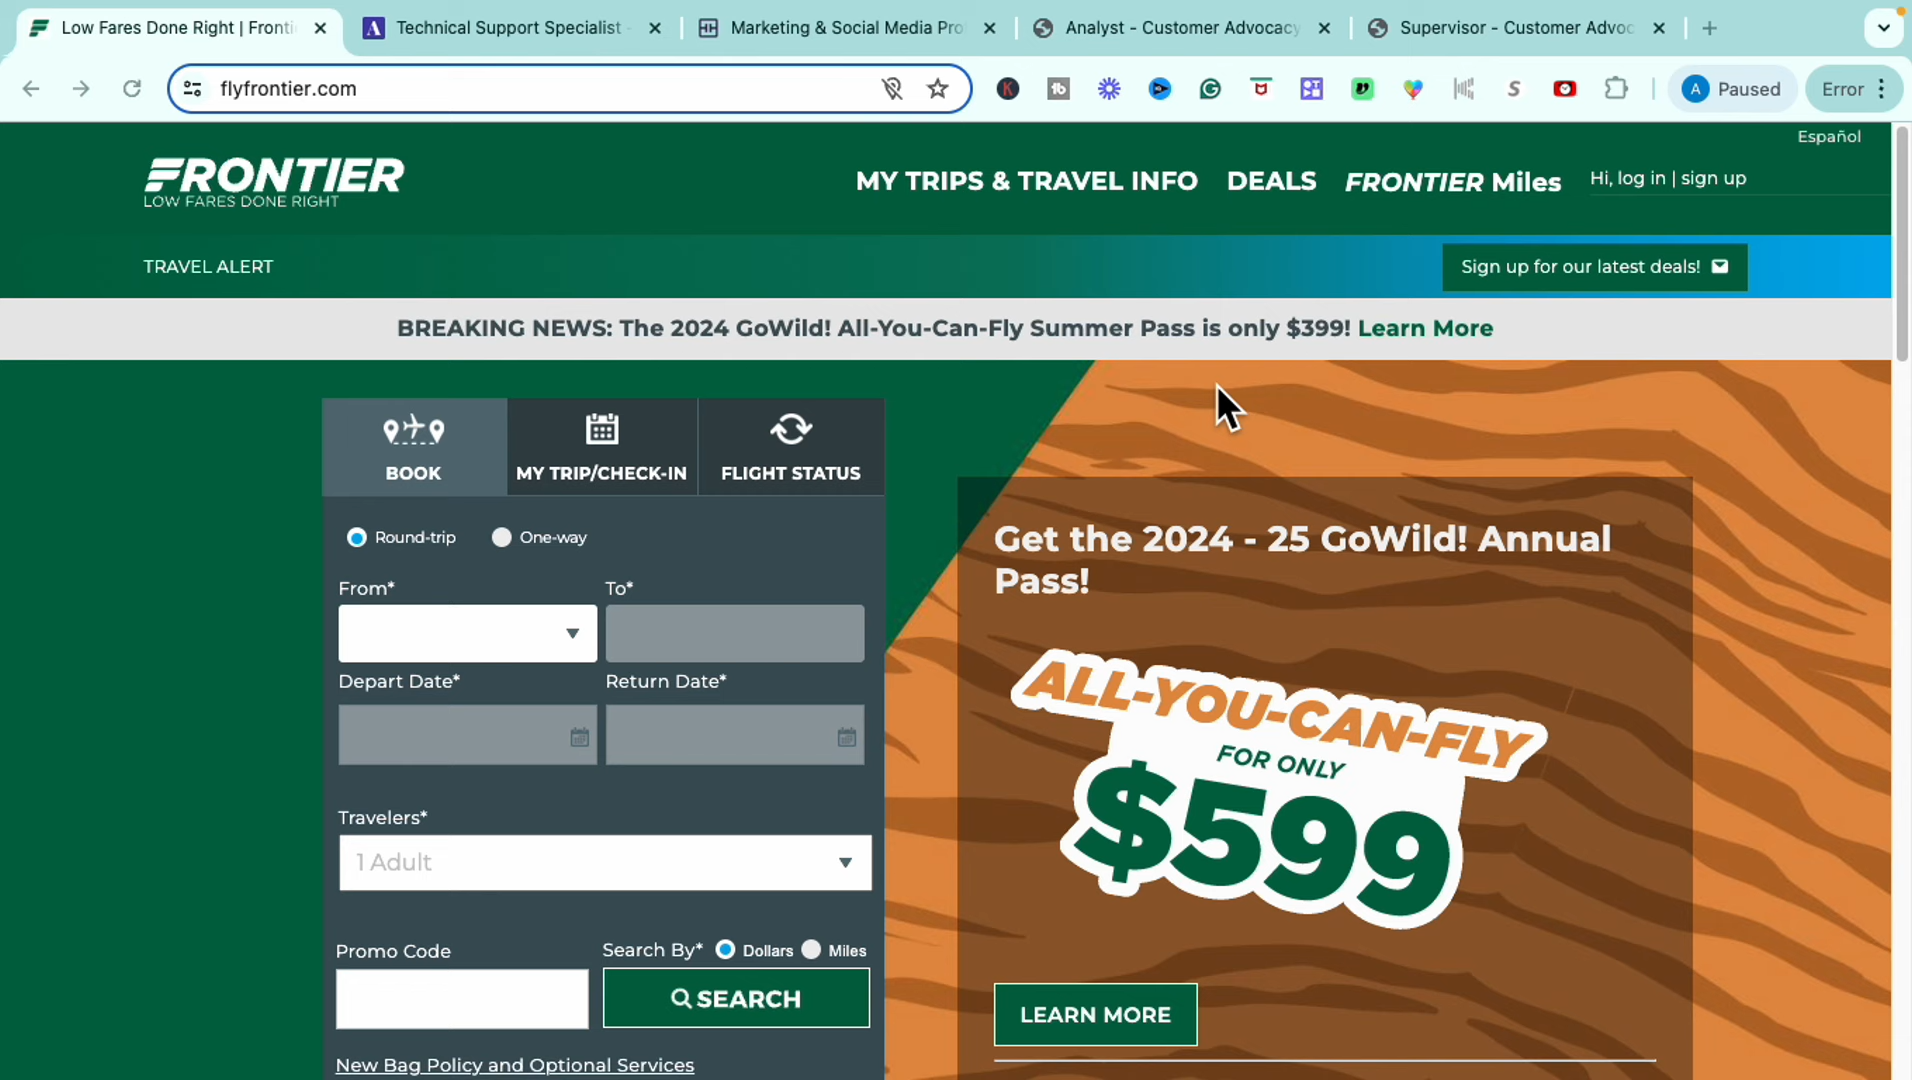 Low Fares Done Right | Fronti
Technical Support Specialist -
Marketing & Social Media Pro
Analyst - Customer Advocacy
Supervisor - Customer Advoc
flyfrontier.com
A Paused
Error
Español
FRONTIER
LOW FARES DONE RIGHT
MY TRIPS & TRAVEL INFO
DEALS
FRONTIER Miles
Hi, log in | sign up
TRAVEL ALERT
Sign up for our latest deals!
BREAKING NEWS: The 2024 GoWild! All-You-Can-Fly Summer Pass is only $399! Learn More
BOOK
MY TRIP/CHECK-IN
FLIGHT STATUS
Round-trip
One-way
From*
To*
Depart Date*
Return Date*
Travelers*
1 Adult
Promo Code
Search By*
Dollars
Miles
SEARCH
New Bag Policy and Optional Services
Get the 2024 - 25 GoWild! Annual
Pass!
ALL-YOU-CAN-FLY
FOR ONLY
$599
LEARN MORE